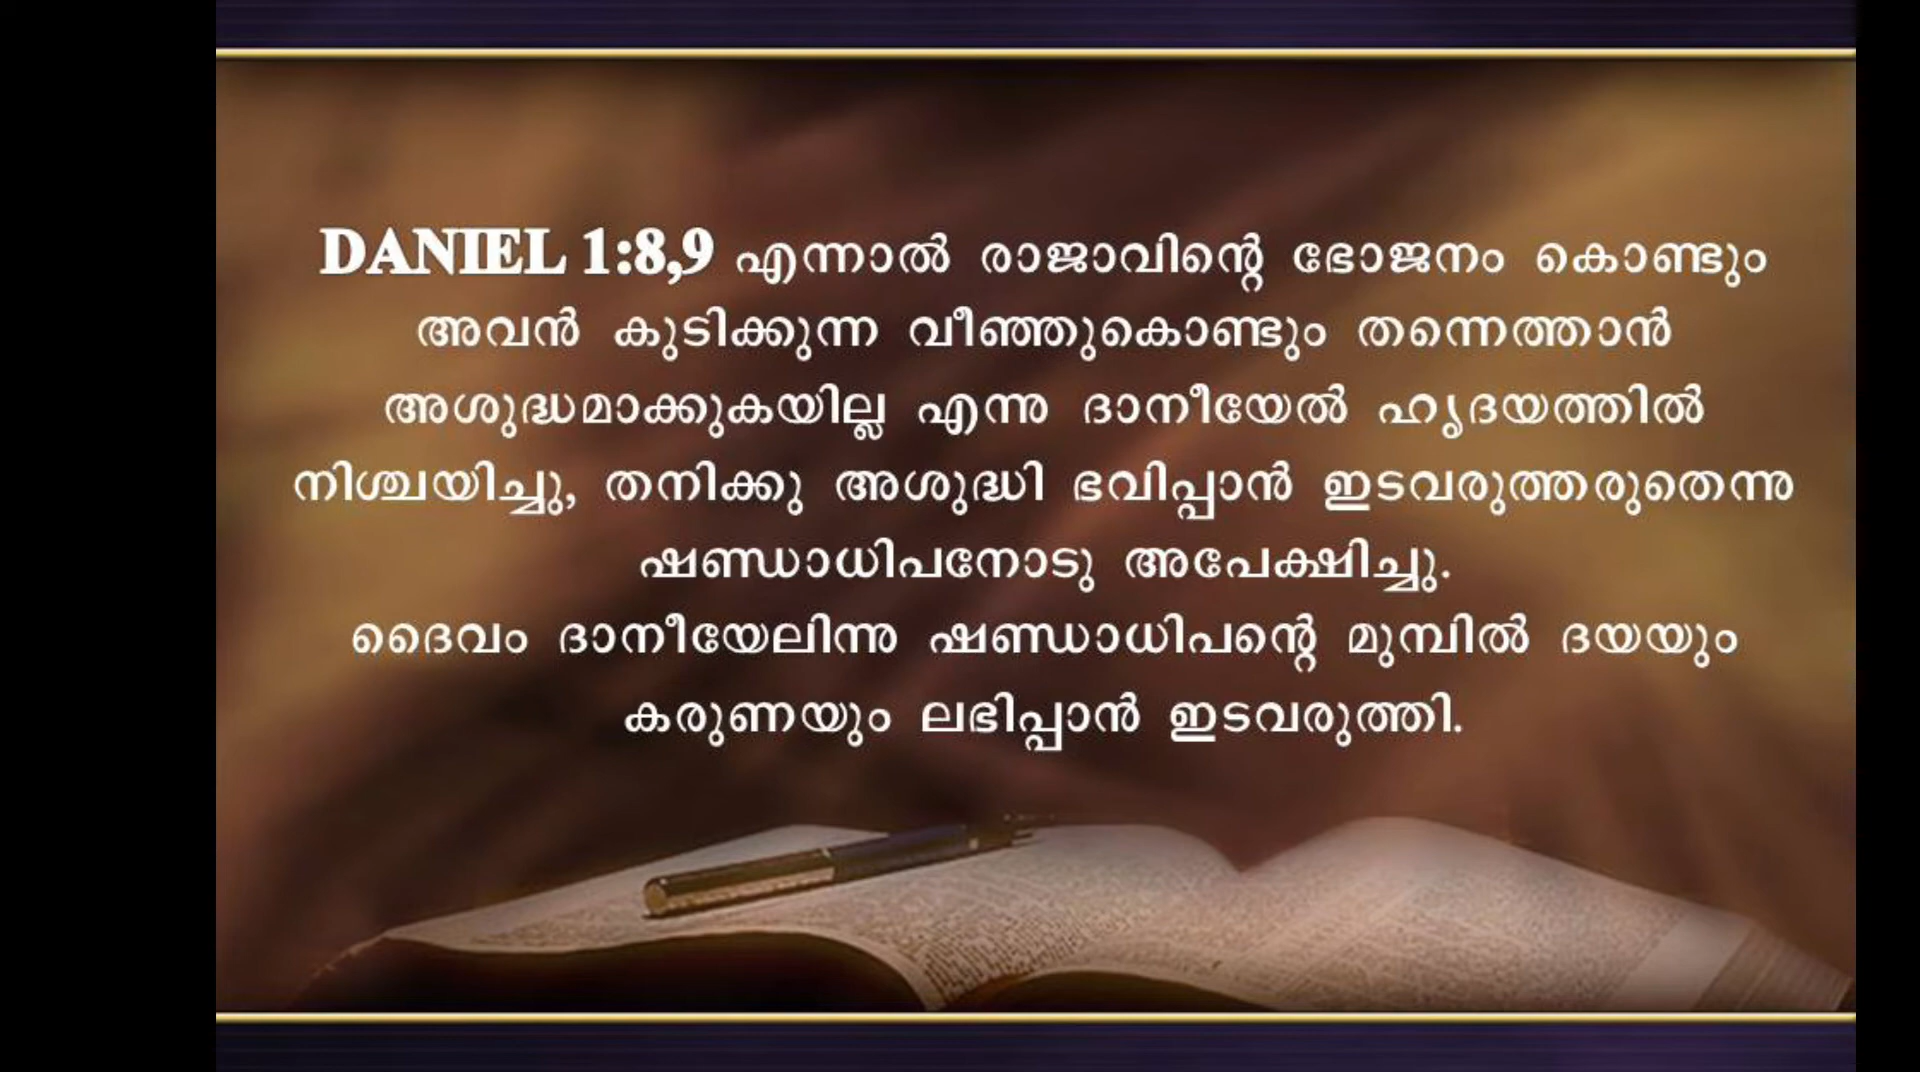 DANIEL 1:8,9 എന്നാൽ രാജാവിന്റെ ഭോജനം കൊണ്ടും
അവൻ കുടിക്കുന്ന വീഞ്ഞുകൊണ്ടും തന്നെത്താൻ
അശുദ്ധമാക്കുകയില്ല എന്നു ദാനീയേൽ ഹൃദയത്തിൽ
നിശ്ചയിച്ചു, തനിക്കു അശുദ്ധി ഭവിപ്പാൻ ഇടവരുത്തരുതെന്നു
ഷണ്ഡാധിപനോടു അപേക്ഷിച്ചു.
ദൈവം ദാനീയേലിന്നു ഷണ്ഡാധിപന്റെ മുമ്പിൽ ദയയും
കരുണയും ലഭിപ്പാൻ ഇടവരുത്തി.